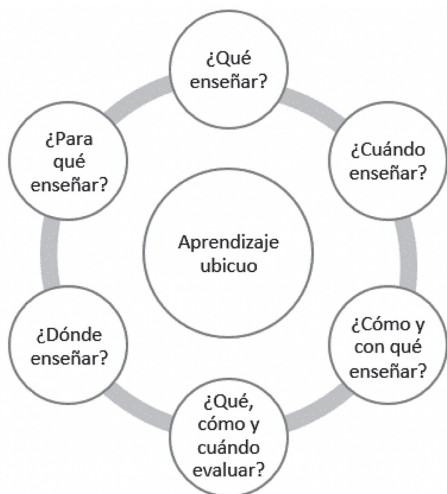 ¿Qué
enseñar?
¿Cuándo
enseñar?
¿Cómo y
con qué
enseñar?
¿Qué,
cómo y
cuándo
evaluar?
¿Dónde
enseñar?
¿Para
qué
enseñar?
Aprendizaje
ubicuo